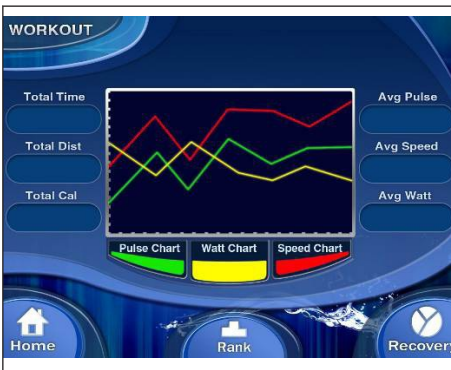 WORKOUT
Total Time
Avg Pulse
Total Dist
Avg Speed
Total Cal
Avg Watt
Pulse Chart
Watt Chart
Speed Chart
Home
Rank
Recovery